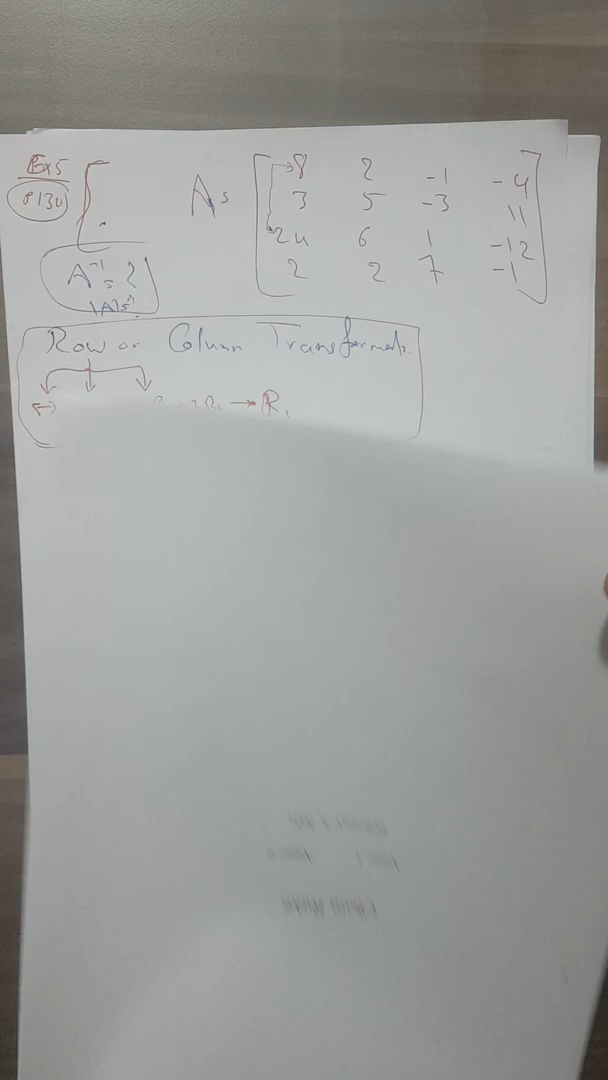 Ex5
P130
A = 8 2 -1 -4
3 5 -3 11
24 6 1 -12
2 2 7 -1
A⁻¹ = ?
|A| = ?
Row or Column Transformeds.
↔
→ R₁